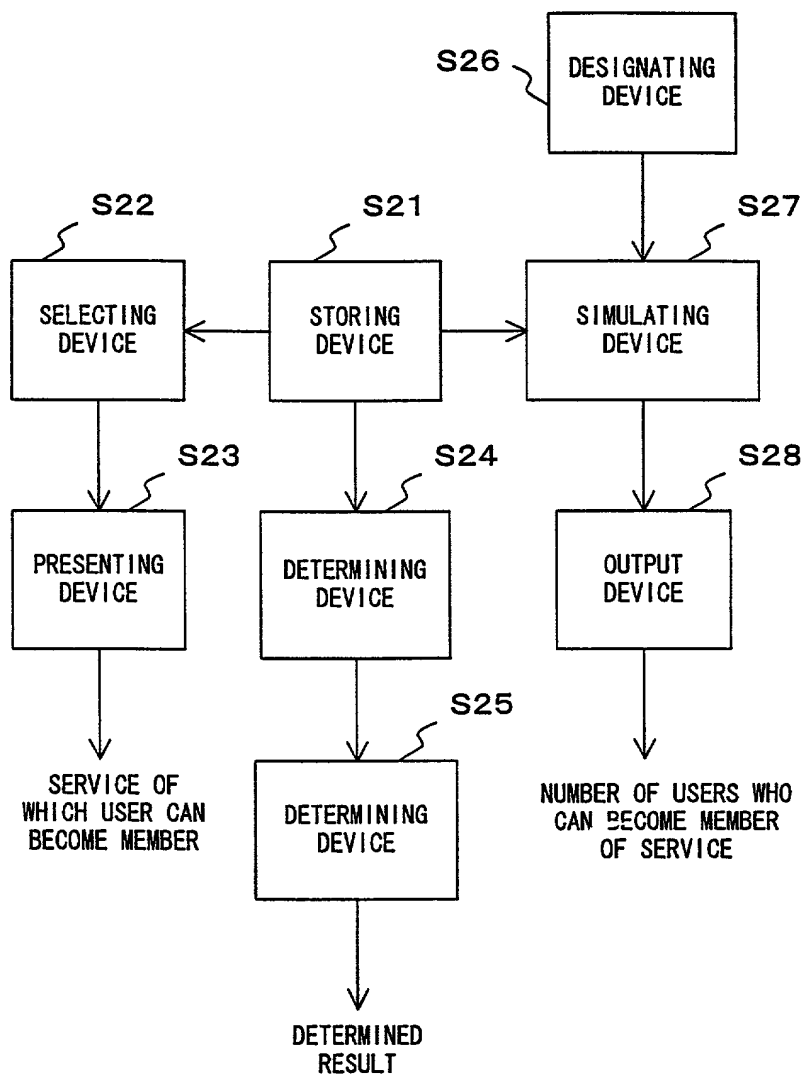 S26
DESIGNATING
DEVICE
S22
S21
S27
SELECTING
DEVICE
STORING
DEVICE
SIMULATING
DEVICE
S23
S24
S28
PRESENTING
DEVICE
DETERMINING
DEVICE
OUTPUT
DEVICE
S25
SERVICE OF
WHICH USER CAN
BECOME MEMBER
DETERMINING
DEVICE
NUMBER OF USERS WHO
CAN BECOME MEMBER
OF SERVICE
DETERMINED
RESULT